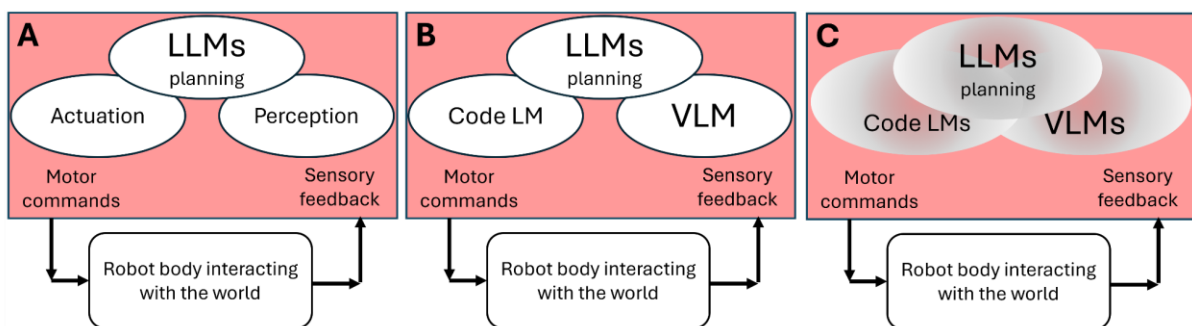 A
LLMs
planning
Actuation
Perception
Motor
commands
Sensory
feedback
Robot body interacting
with the world
B
LLMs
planning
Code LM
VLM
Motor
commands
Sensory
feedback
Robot body interacting
with the world
C
LLMs
planning
Code LMs
VLMs
Motor
commands
Sensory
feedback
Robot body interacting
with the world